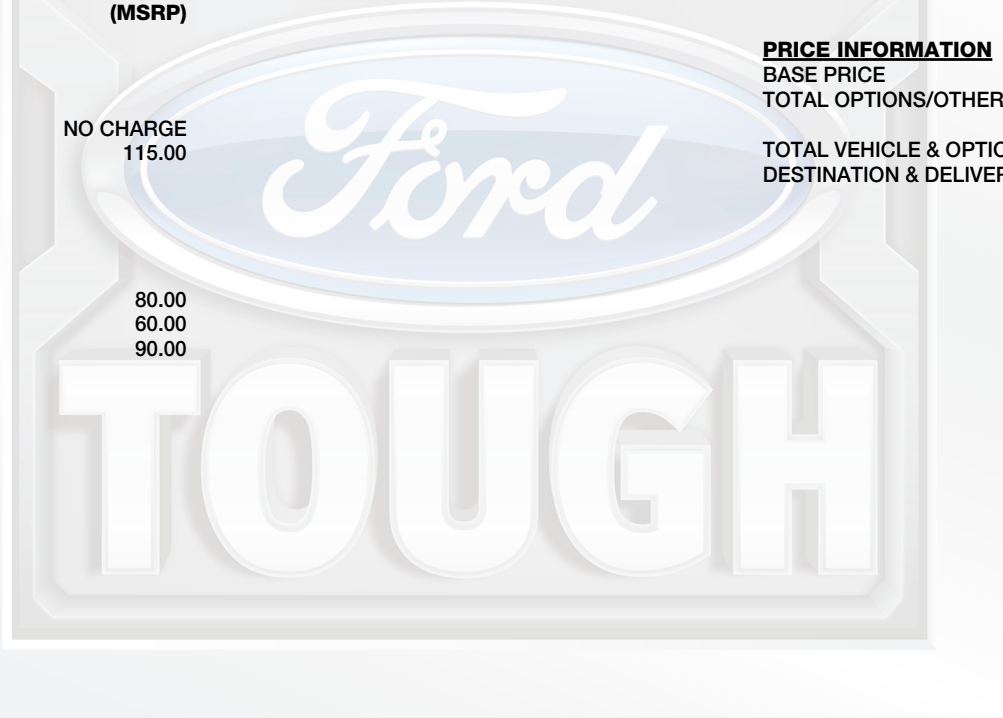 (MSRP)
NO CHARGE
115.00
80.00
60.00
90.00
PRICE INFORMATION
BASE PRICE
TOTAL OPTIONS/OTHER
TOTAL VEHICLE & OPTIO
DESTINATION & DELIVER
Ford
TOUGH